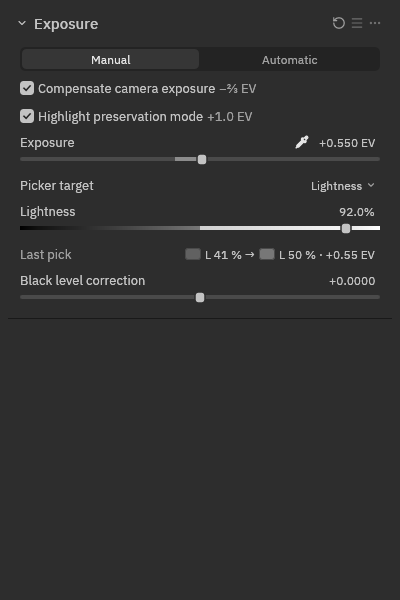 Exposure
Manual Automatic
Compensate camera exposure −⅔ EV
Highlight preservation mode +1.0 EV
Exposure +0.550 EV
Picker target Lightness
Lightness 92.0%
Last pick L 41 % → L 50 % · +0.55 EV
Black level correction +0.0000